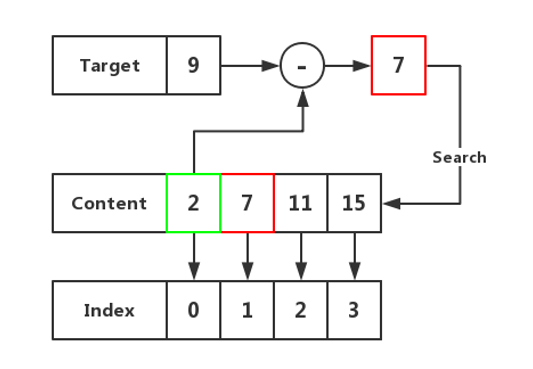 Target 9 - 7
Search
Content 2 7 11 15
Index 0 1 2 3